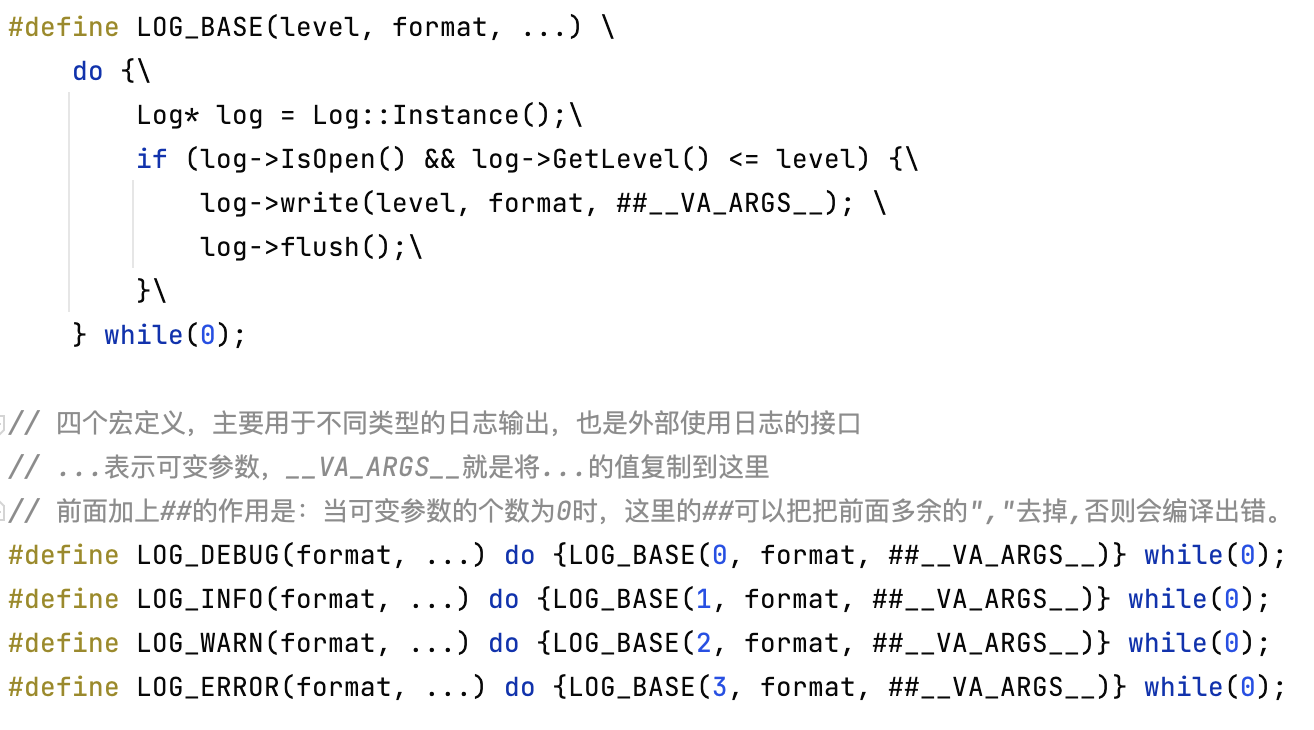 #define LOG_BASE(level, format, ...) \
    do {\
        Log* log = Log::Instance();\
        if (log->IsOpen() && log->GetLevel() <= level) {\
            log->write(level, format, ##__VA_ARGS__); \
            log->flush();\
        }\
    } while(0);

// 四个宏定义，主要用于不同类型的日志输出，也是外部使用日志的接口
// ...表示可变参数，__VA_ARGS__就是将...的值复制到这里
// 前面加上##的作用是：当可变参数的个数为0时，这里的##可以把把前面多余的","去掉,否则会编译出错。
#define LOG_DEBUG(format, ...) do {LOG_BASE(0, format, ##__VA_ARGS__)} while(0);
#define LOG_INFO(format, ...) do {LOG_BASE(1, format, ##__VA_ARGS__)} while(0);
#define LOG_WARN(format, ...) do {LOG_BASE(2, format, ##__VA_ARGS__)} while(0);
#define LOG_ERROR(format, ...) do {LOG_BASE(3, format, ##__VA_ARGS__)} while(0);